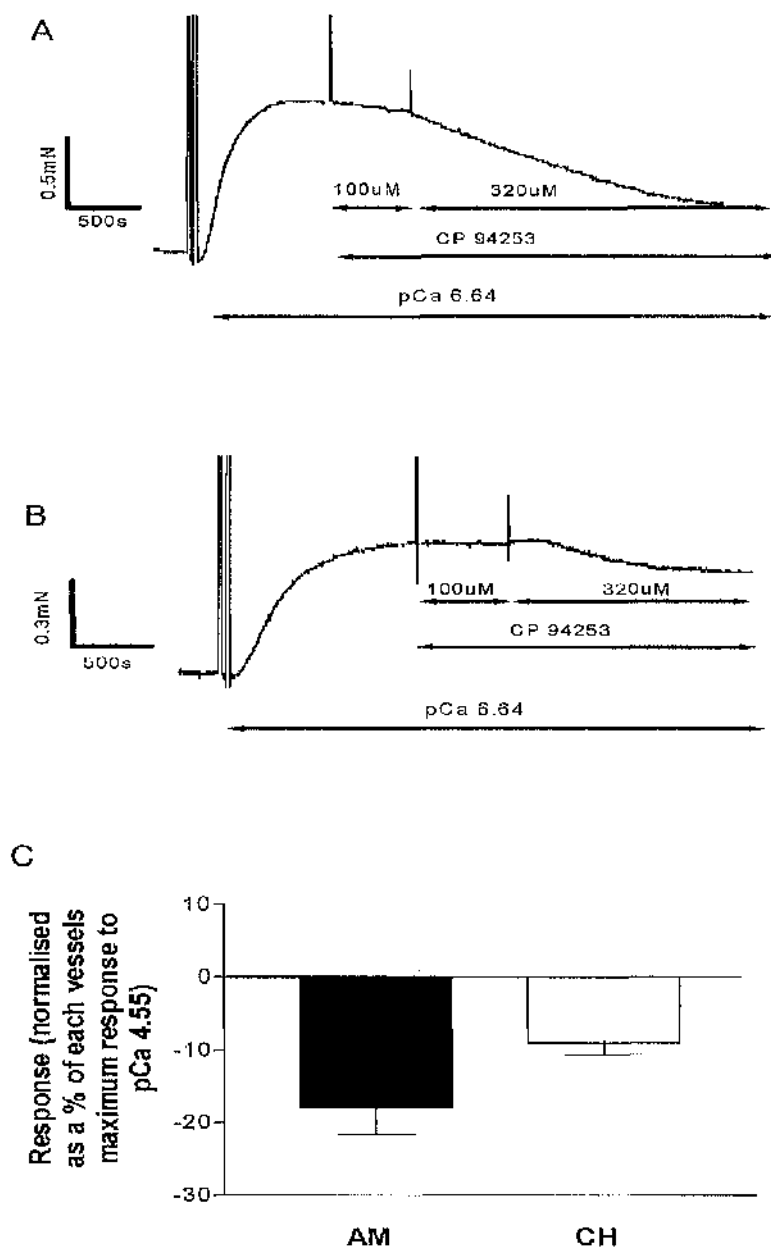 A
0.5mN
500s
100uM
320uM
CP 94253
pCa 6.64
B
0.3mN
500s
100uM
320uM
CP 94253
pCa 6.64
C
Response (normalised
as a % of each vessels
maximum response to
pCa 4.55)
10
0
-10
-20
-30
AM
CH